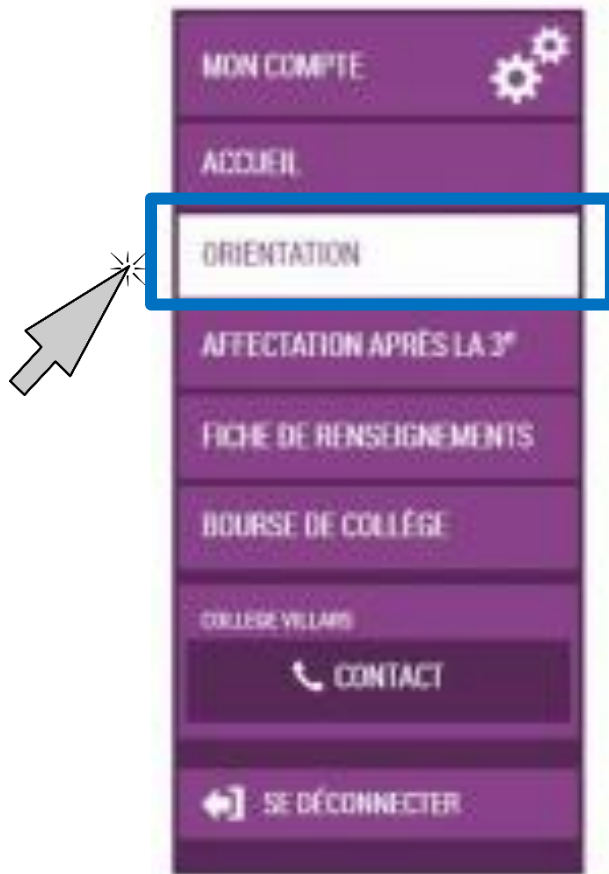 MON COMPTE
ACCUEIL
ORIENTATION
AFFECTATION APRÈS LA 3ᵉ
FICHE DE RENSEIGNEMENTS
BOURSE DE COLLÈGE
COLLEGE VILLARS
CONTACT
SE DÉCONNECTER